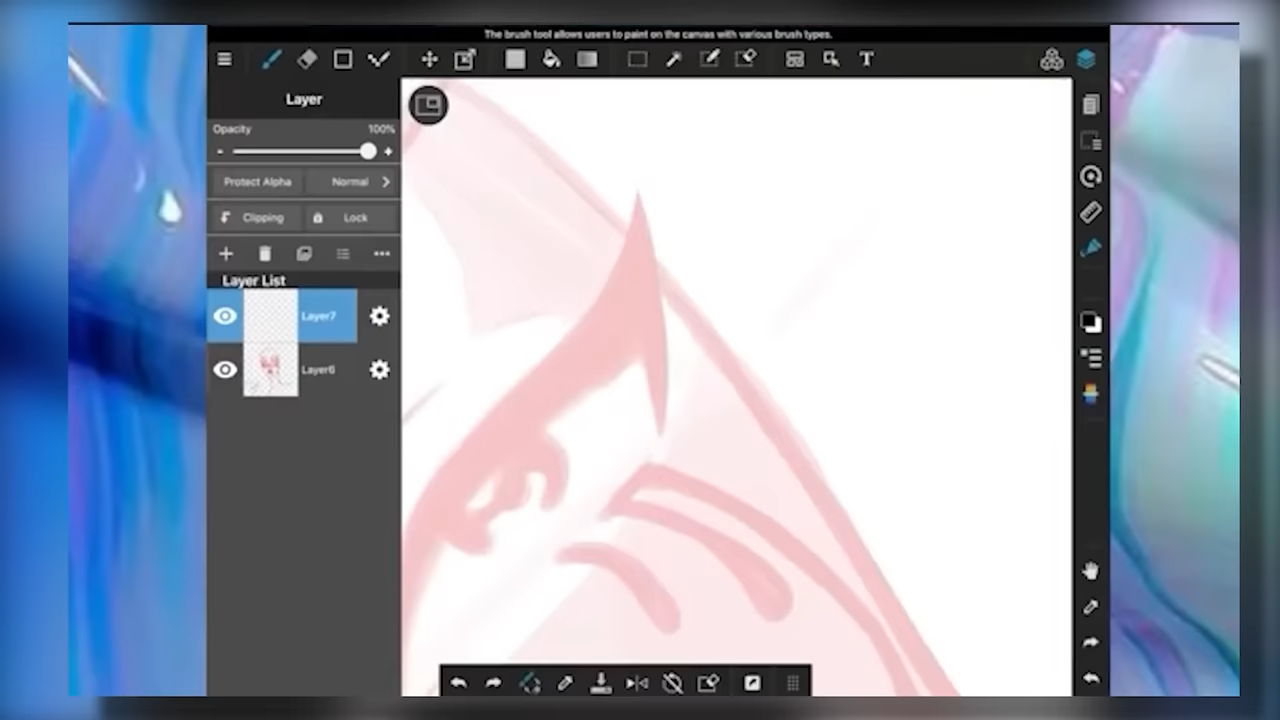 The brush tool allows users to paint on the canvas with various brush types.
T
Layer
Opacity 100%
- +
Protect Alpha Normal
Clipping Lock
Layer List
Layer7
Layer6